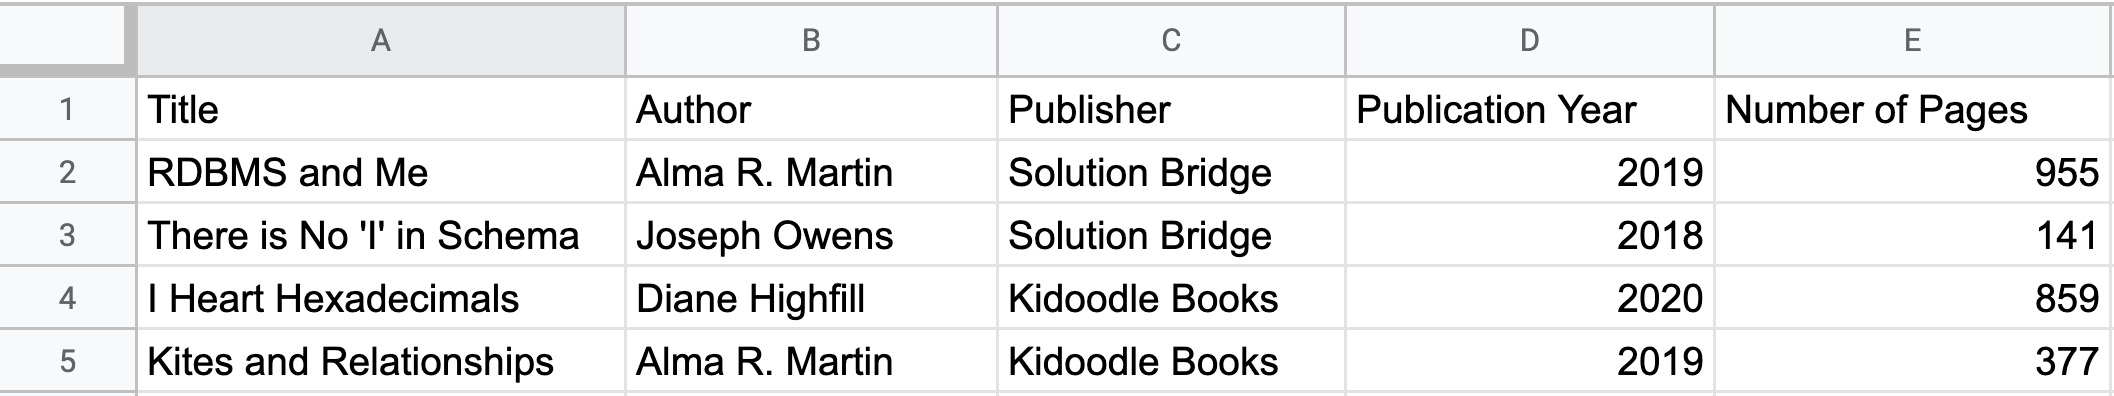 A B C D E
1 Title Author Publisher Publication Year Number of Pages
2 RDBMS and Me Alma R. Martin Solution Bridge 2019 955
3 There is No 'I' in Schema Joseph Owens Solution Bridge 2018 141
4 I Heart Hexadecimals Diane Highfill Kidoodle Books 2020 859
5 Kites and Relationships Alma R. Martin Kidoodle Books 2019 377